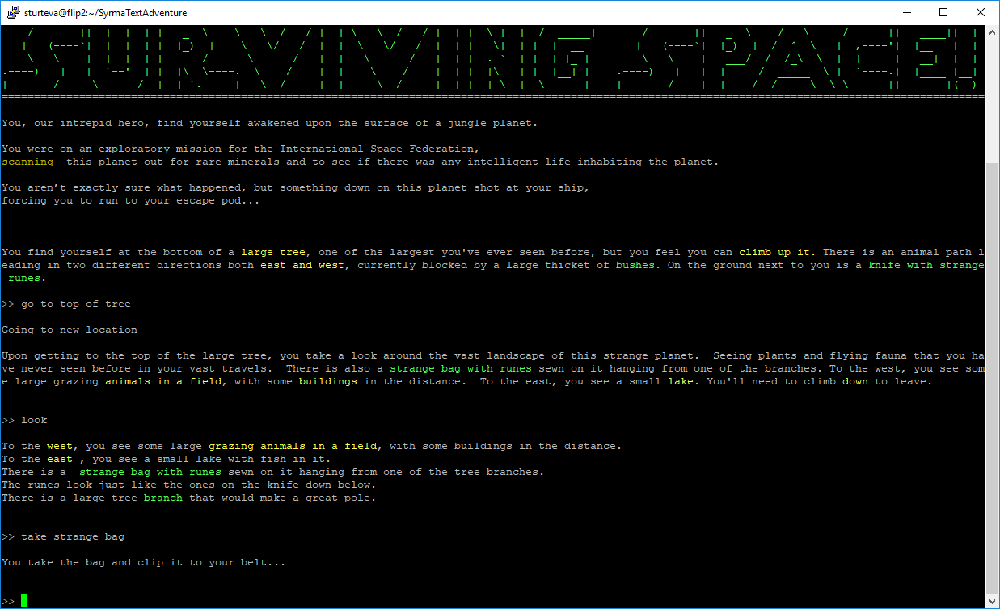 sturteva@flip2:~/SyrmaTextAdventure
SURVIVING SPACE!
You, our intrepid hero, find yourself awakened upon the surface of a jungle planet.
You were on an exploratory mission for the International Space Federation,
scanning  this planet out for rare minerals and to see if there was any intelligent life inhabiting the planet.
You aren’t exactly sure what happened, but something down on this planet shot at your ship,
forcing you to run to your escape pod...
You find yourself at the bottom of a large tree, one of the largest you've ever seen before, but you feel you can climb up it. There is an animal path l
eading in two different directions both east and west, currently blocked by a large thicket of bushes. On the ground next to you is a knife with strange
 runes.
>> go to top of tree
Going to new location
Upon getting to the top of the large tree, you take a look around the vast landscape of this strange planet.  Seeing plants and flying fauna that you ha
ve never seen before in your vast travels.  There is also a strange bag with runes sewn on it hanging from one of the branches. To the west, you see som
e large grazing animals in a field, with some buildings in the distance.  To the east, you see a small lake. You'll need to climb down to leave.
>> look
To the west, you see some large grazing animals in a field, with some buildings in the distance.
To the east , you see a small lake with fish in it.
There is a  strange bag with runes sewn on it hanging from one of the tree branches.
The runes look just like the ones on the knife down below.
There is a large tree branch that would make a great pole.
>> take strange bag
You take the bag and clip it to your belt...
>>